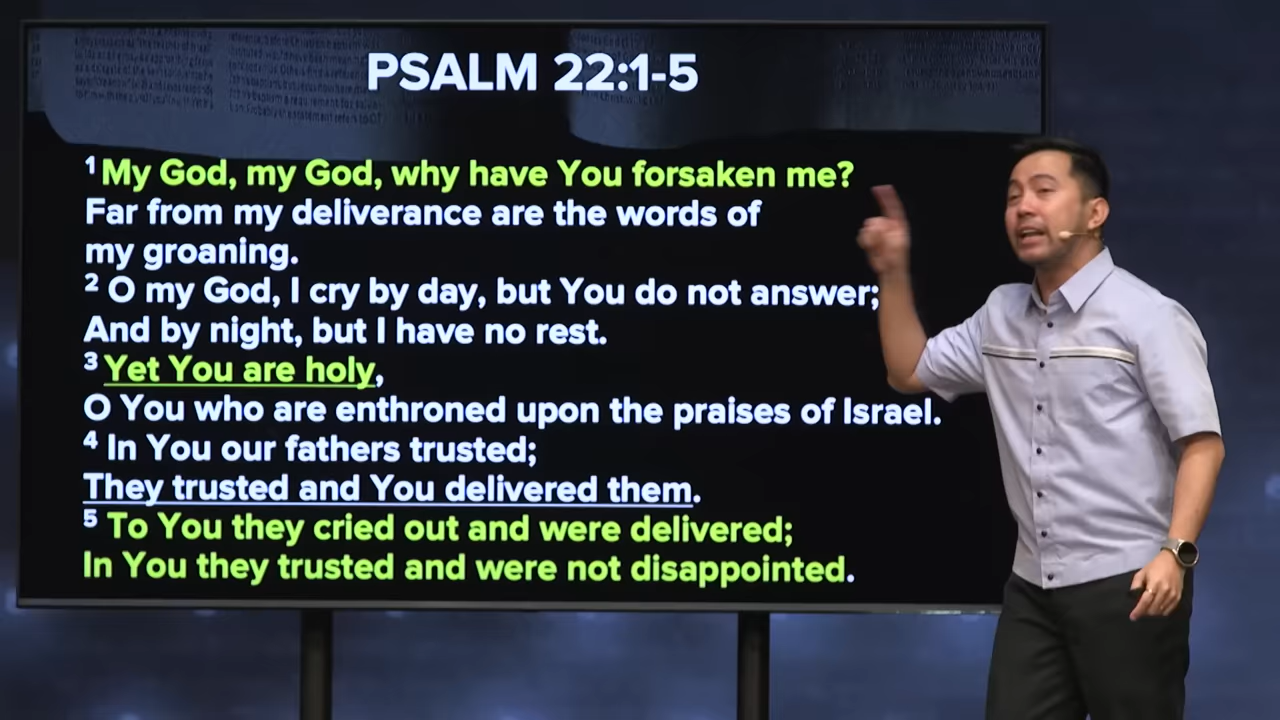 PSALM 22:1-5
1 My God, my God, why have You forsaken me?
Far from my deliverance are the words of
my groaning.
2 O my God, I cry by day, but You do not answer;
And by night, but I have no rest.
3 Yet You are holy,
O You who are enthroned upon the praises of Israel.
4 In You our fathers trusted;
They trusted and You delivered them.
5 To You they cried out and were delivered;
In You they trusted and were not disappointed.